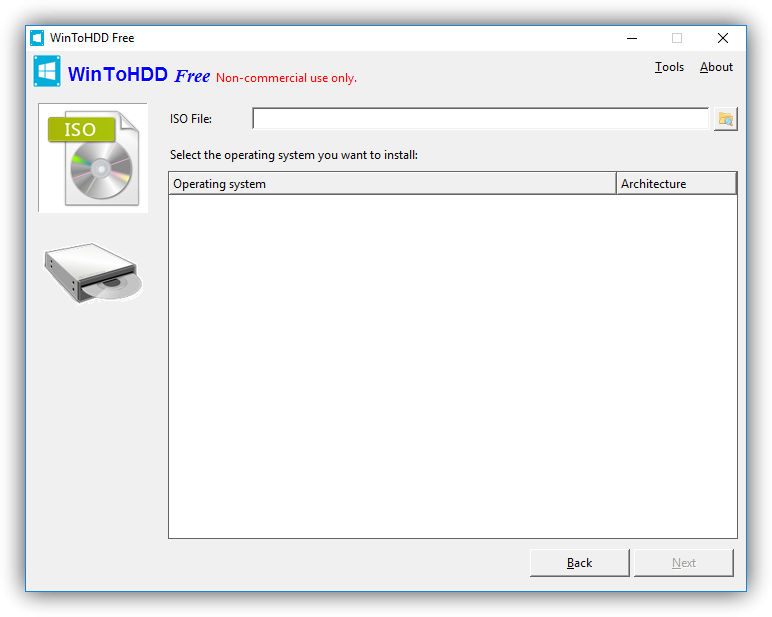 WinToHDD Free
WinToHDD Free Non-commercial use only.
Tools About
ISO
ISO File:
Select the operating system you want to install:
Operating system Architecture
Back Next